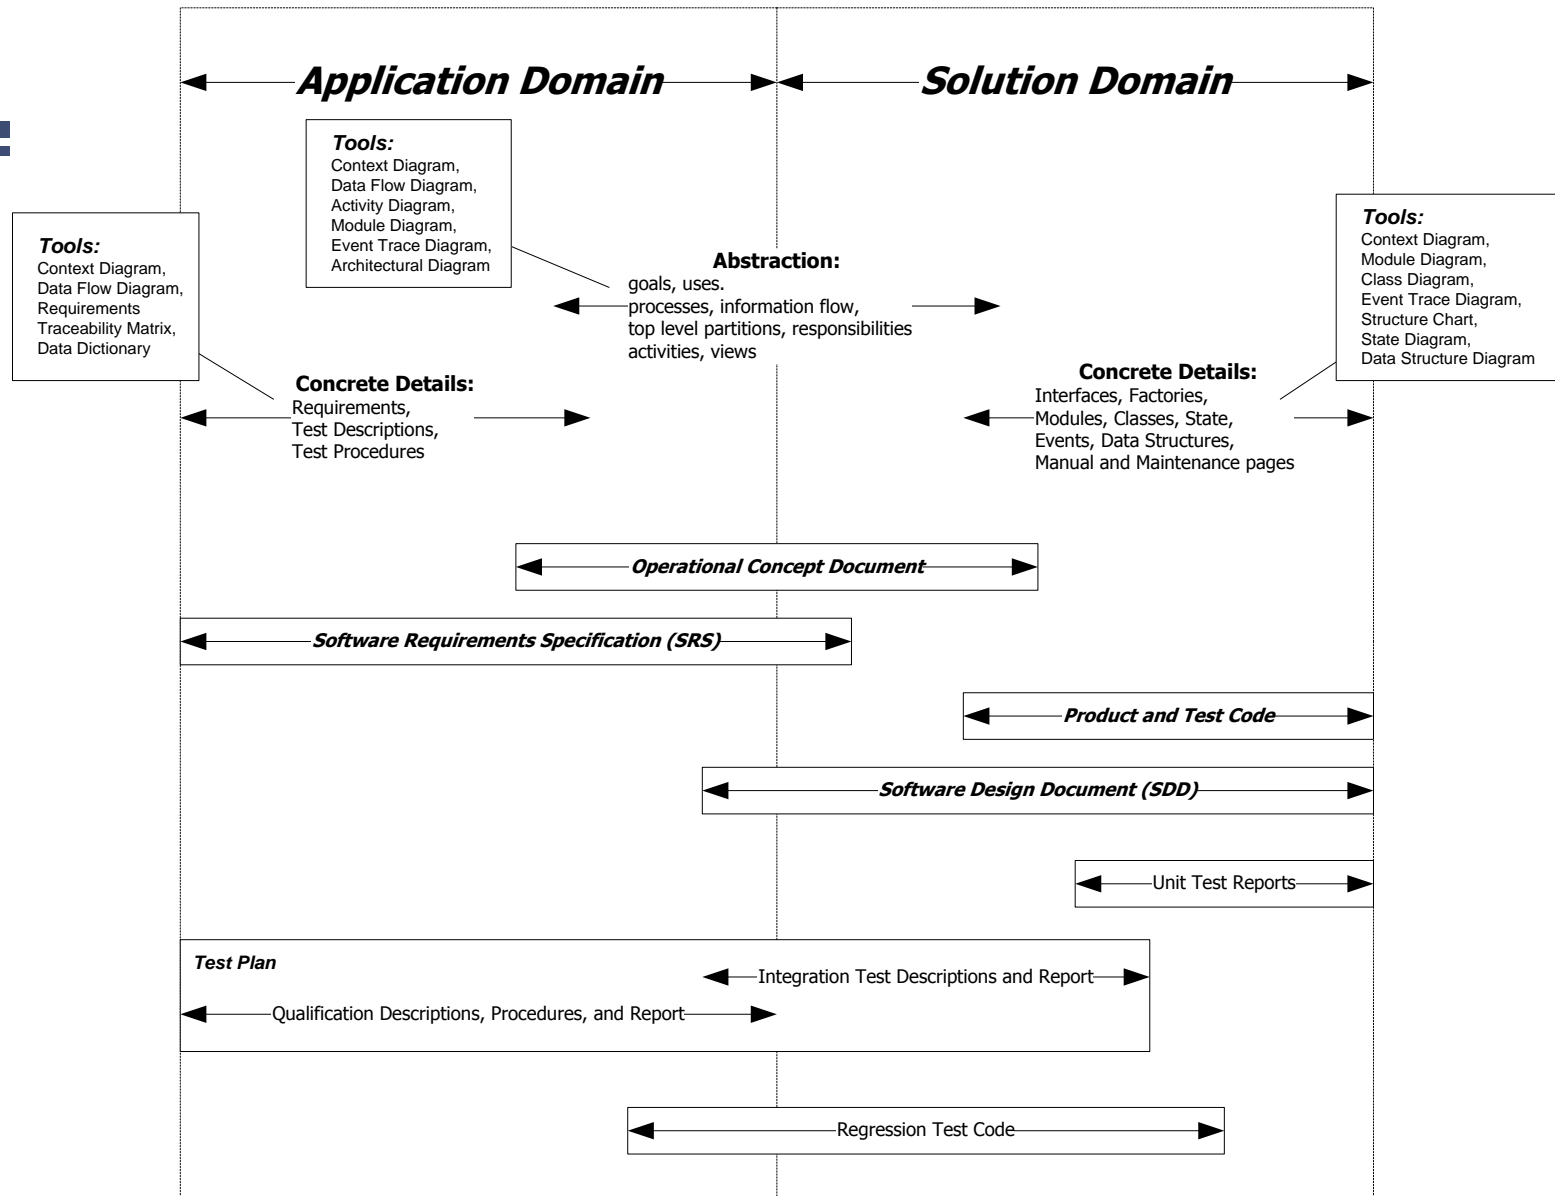 Application Domain
Solution Domain
Tools:
Context Diagram,
Data Flow Diagram,
Activity Diagram,
Module Diagram,
Event Trace Diagram,
Architectural Diagram
Tools:
Context Diagram,
Data Flow Diagram,
Requirements
Traceability Matrix,
Data Dictionary
Tools:
Context Diagram,
Module Diagram,
Class Diagram,
Event Trace Diagram,
Structure Chart,
State Diagram,
Data Structure Diagram
Abstraction:
goals, uses.
processes, information flow,
top level partitions, responsibilities
activities, views
Concrete Details:
Requirements,
Test Descriptions,
Test Procedures
Concrete Details:
Interfaces, Factories,
Modules, Classes, State,
Events, Data Structures,
Manual and Maintenance pages
Operational Concept Document
Software Requirements Specification (SRS)
Product and Test Code
Software Design Document (SDD)
Unit Test Reports
Test Plan
Integration Test Descriptions and Report
Qualification Descriptions, Procedures, and Report
Regression Test Code